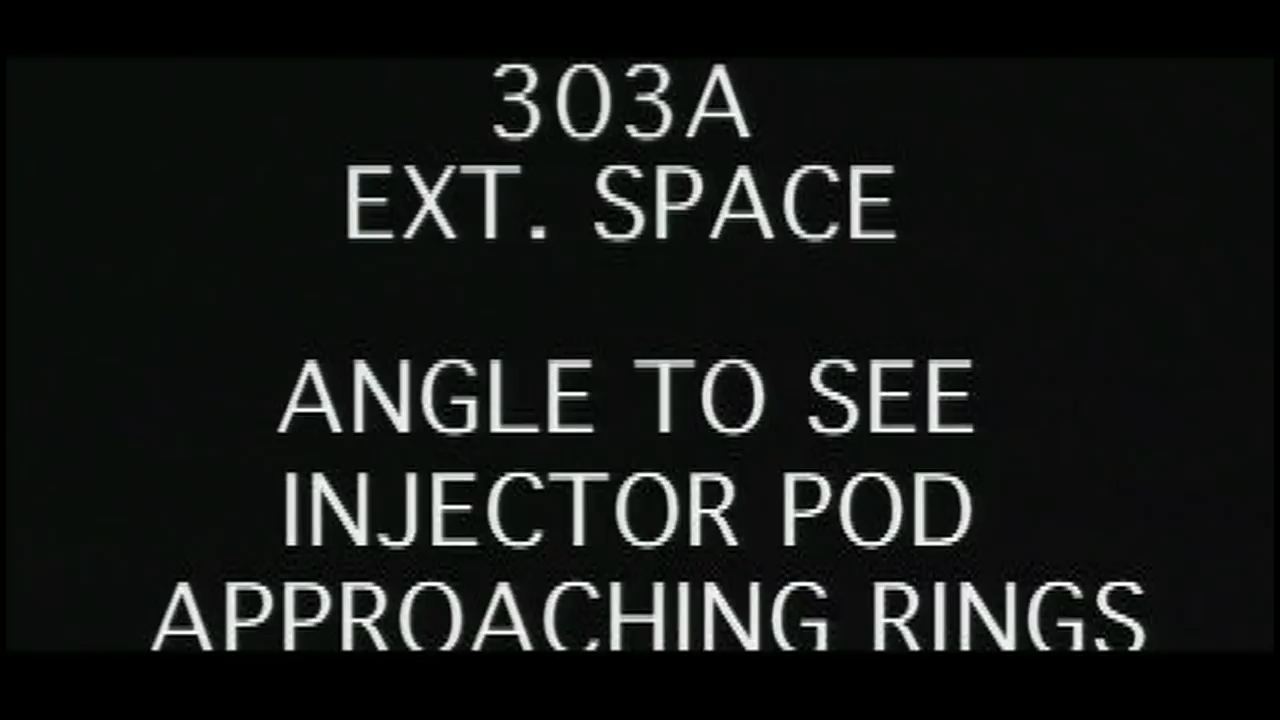 303A
EXT. SPACE
ANGLE TO SEE
INJECTOR POD
APPROACHING RINGS